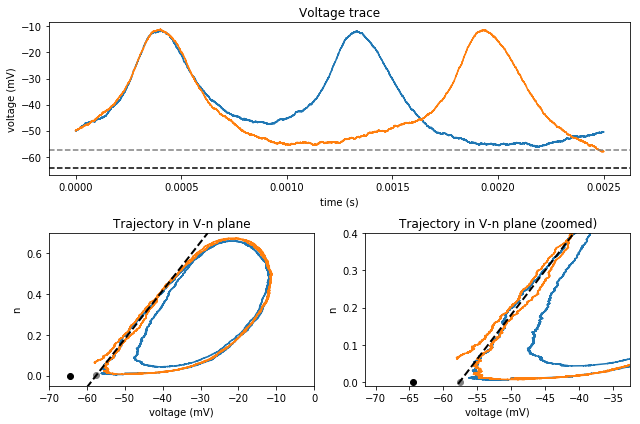 Voltage trace
voltage (mV)
−10
−20
−30
−40
−50
−60
0.0000 0.0005 0.0010 0.0015 0.0020 0.0025
time (s)
Trajectory in V-n plane
n
0.6
0.4
0.2
0.0
−70 −60 −50 −40 −30 −20 −10 0
voltage (mV)
Trajectory in V-n plane (zoomed)
n
0.4
0.3
0.2
0.1
0.0
−70 −65 −60 −55 −50 −45 −40 −35
voltage (mV)